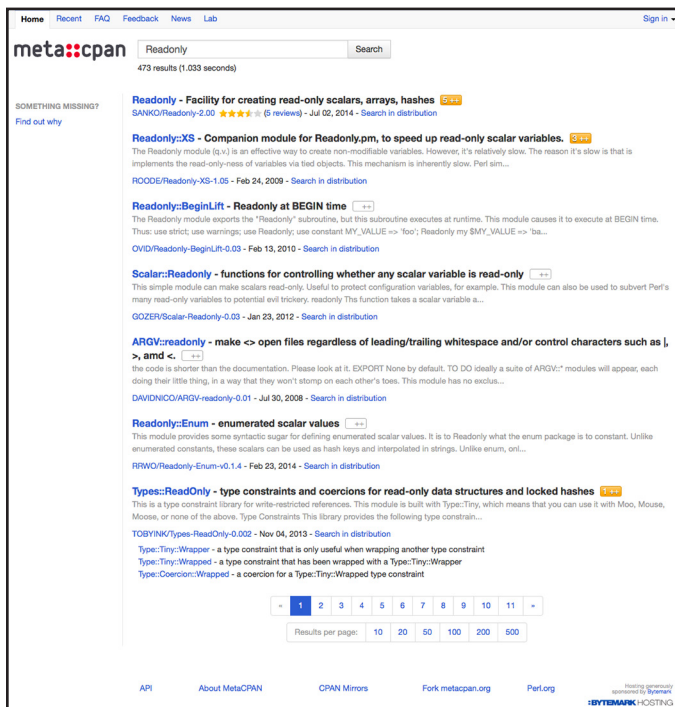 Home Recent FAQ Feedback News Lab Sign in
meta::cpan Readonly Search
473 results (1.033 seconds)
SOMETHING MISSING?
Find out why
Readonly - Facility for creating read-only scalars, arrays, hashes 5 ++
SANKO/Readonly-2.00 (5 reviews) - Jul 02, 2014 - Search in distribution
Readonly::XS - Companion module for Readonly.pm, to speed up read-only scalar variables. 3 ++
The Readonly module (q.v.) is an effective way to create non-modifiable variables. However, it's relatively slow. The reason it's slow is that is
implements the read-only-ness of variables via tied objects. This mechanism is inherently slow. Perl sim...
ROODE/Readonly-XS-1.05 - Feb 24, 2009 - Search in distribution
Readonly::BeginLift - Readonly at BEGIN time ++
The Readonly module exports the "Readonly" subroutine, but this subroutine executes at runtime. This module causes it to execute at BEGIN time.
Thus: use strict; use warnings; use Readonly; use constant MY_VALUE => 'foo'; Readonly my $MY_VALUE => 'ba...
OVID/Readonly-BeginLift-0.03 - Feb 13, 2010 - Search in distribution
Scalar::Readonly - functions for controlling whether any scalar variable is read-only ++
This simple module can make scalars read-only. Useful to protect configuration variables, for example. This module can also be used to subvert Perl's
many read-only variables to potential evil trickery. readonly Ths function takes a scalar variable a...
GOZER/Scalar-Readonly-0.03 - Jan 23, 2012 - Search in distribution
ARGV::readonly - make <> open files regardless of leading/trailing whitespace and/or control characters such as |,
>, amd <. ++
the code is shorter than the documentation. Please look at it. EXPORT None by default. TO DO ideally a suite of ARGV::* modules will appear, each
doing their little thing, in a way that they won't stomp on each other's toes. This module has no exclus...
DAVIDNICO/ARGV-readonly-0.01 - Jul 30, 2008 - Search in distribution
Readonly::Enum - enumerated scalar values ++
This module provides some syntactic sugar for defining enumerated scalar values. It is to Readonly what the enum package is to constant. Unlike
enumerated constants, these scalars can be used as hash keys and interpolated in strings. Unlike enum, onl...
RRWO/Readonly-Enum-v0.1.4 - Feb 23, 2014 - Search in distribution
Types::ReadOnly - type constraints and coercions for read-only data structures and locked hashes 1 ++
This is a type constraint library for write-restricted references. This module is built with Type::Tiny, which means that you can use it with Moo, Mouse,
Moose, or none of the above. Type Constraints This library provides the following type constrain...
TOBYINK/Types-ReadOnly-0.002 - Nov 04, 2013 - Search in distribution
Type::Tiny::Wrapper - a type constraint that is only useful when wrapping another type constraint
Type::Tiny::Wrapped - a type constraint that has been wrapped with a Type::Tiny::Wrapper
Type::Coercion::Wrapped - a coercion for a Type::Tiny::Wrapped type constraint
« 1 2 3 4 5 6 7 8 9 10 11 »
Results per page: 10 20 50 100 200 500
API About MetaCPAN CPAN Mirrors Fork metacpan.org Perl.org
Hosting generously
sponsored by Bytemark
BYTEMARK HOSTING